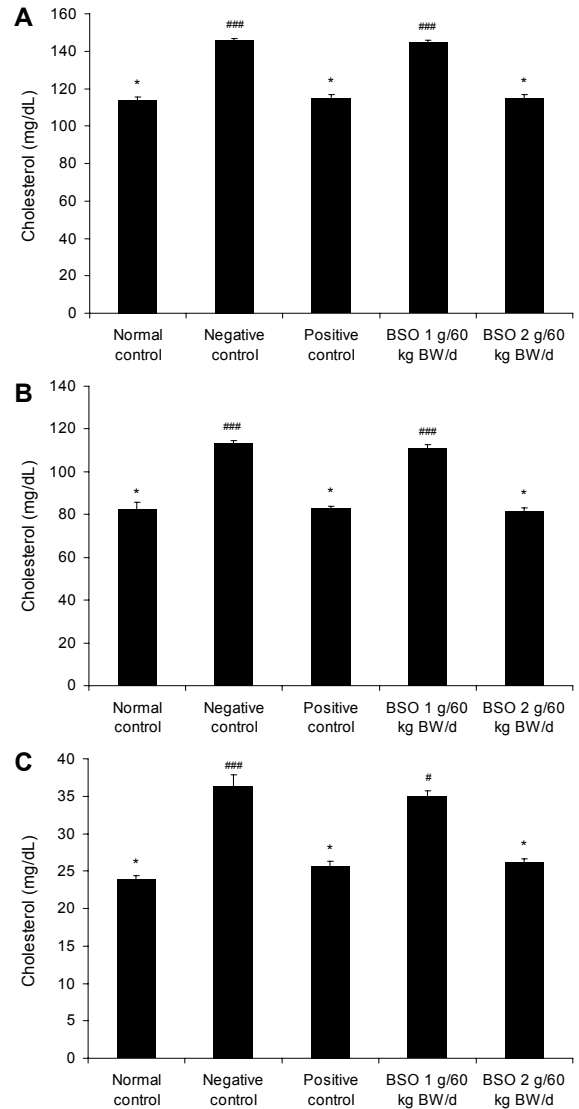 A
Cholesterol (mg/dL)
160
140
120
100
80
60
40
20
0
*
###
*
###
*
Normal
control
Negative
control
Positive
control
BSO 1 g/60
kg BW/d
BSO 2 g/60
kg BW/d
B
Cholesterol (mg/dL)
140
120
100
80
60
40
20
0
*
###
*
###
*
Normal
control
Negative
control
Positive
control
BSO 1 g/60
kg BW/d
BSO 2 g/60
kg BW/d
C
Cholesterol (mg/dL)
40
35
30
25
20
15
10
5
0
*
###
*
#
*
Normal
control
Negative
control
Positive
control
BSO 1 g/60
kg BW/d
BSO 2 g/60
kg BW/d